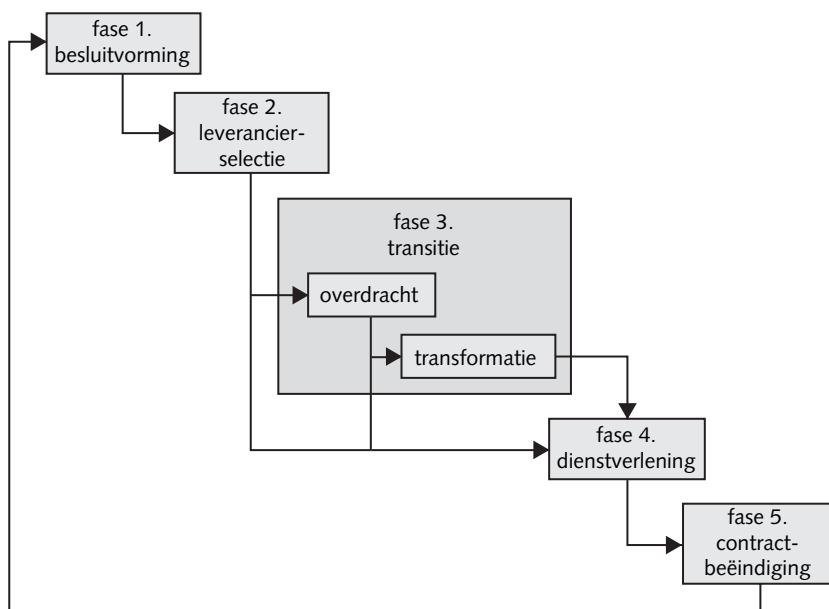 fase 1.
besluitvorming
fase 2.
leverancier-
selectie
fase 3.
transitie
overdracht
transformatie
fase 4.
dienstverlening
fase 5.
contract-
beëindiging